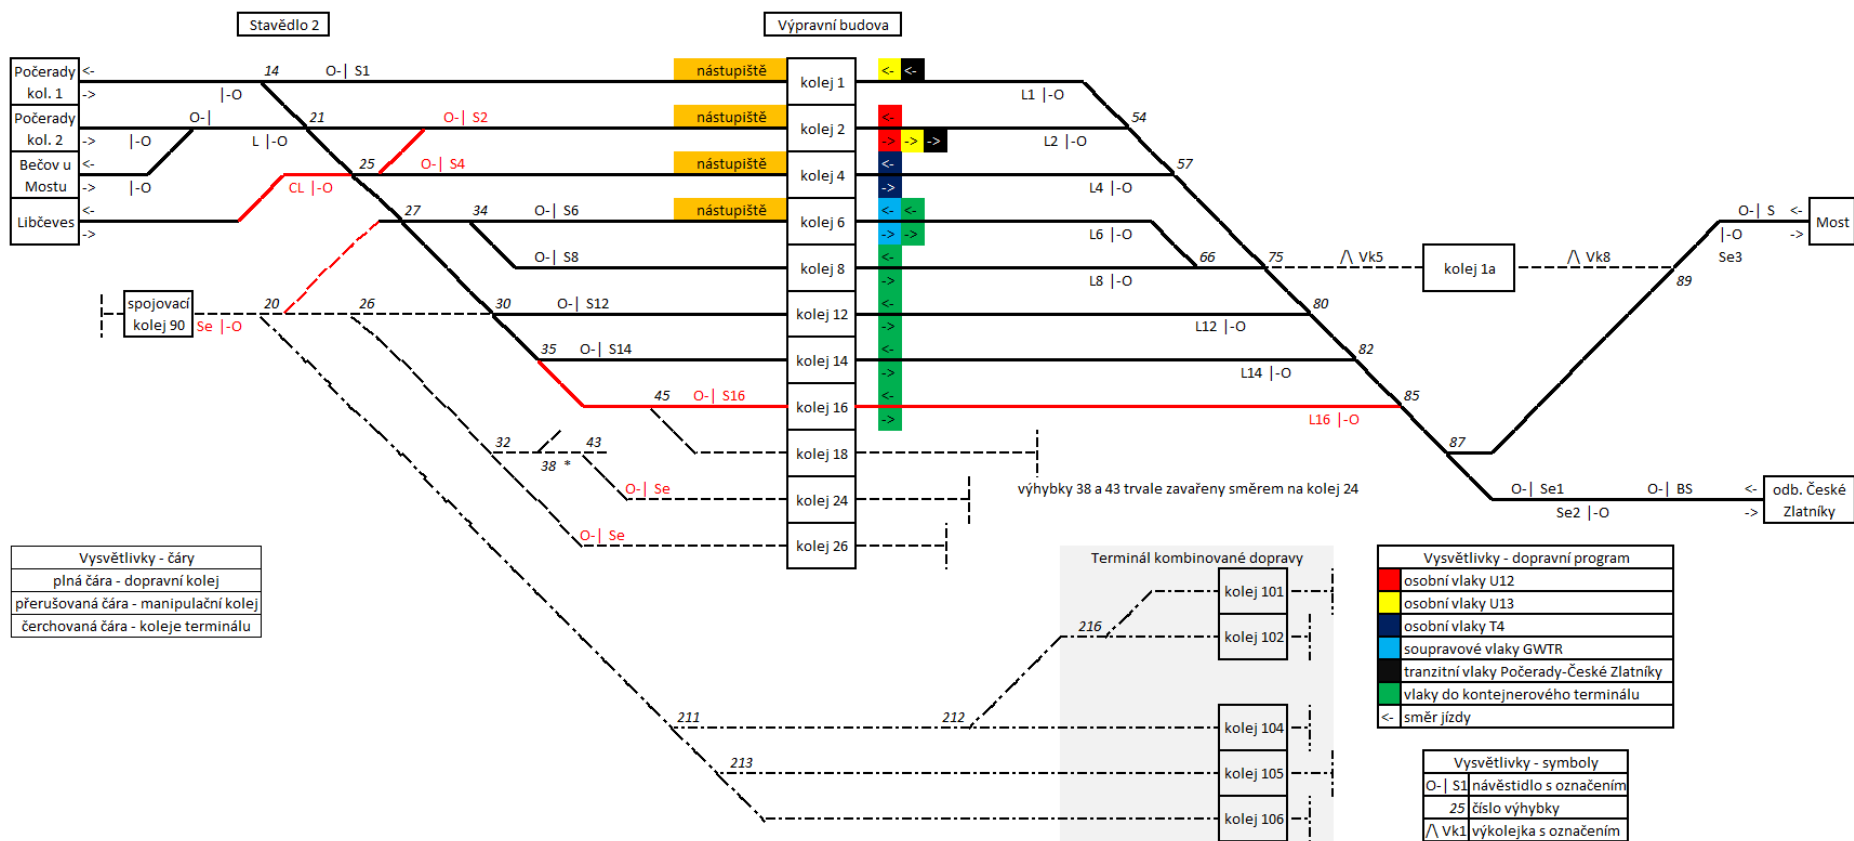 Stavědlo 2
Výpravní budova
Počerady
kol. 1
<-
->
14
O-| S1
|-O
nástupiště
kolej 1
<-
<-
L1 |-O
Počerady
kol. 2
->
|-O
O-|
L |-O
21
O-| S2
nástupiště
kolej 2
<-
->
->
->
L2 |-O
54
Bečov u
Mostu
<-
->
|-O
25
O-| S4
CL |-O
nástupiště
kolej 4
<-
->
L4 |-O
57
Libčeves
<-
->
27
34
O-| S6
nástupiště
kolej 6
<-
<-
->
->
L6 |-O
O-| S
<-
Most
|-O
->
Se3
O-| S8
kolej 8
<-
->
L8 |-O
66
75
/\ Vk5
kolej 1a
/\ Vk8
89
spojovací
kolej 90
Se |-O
20
26
30
O-| S12
kolej 12
<-
->
L12 |-O
80
35
O-| S14
kolej 14
<-
->
L14 |-O
82
45
O-| S16
kolej 16
<-
->
L16 |-O
85
32
38 *
43
kolej 18
87
O-| Se
kolej 24
výhybky 38 a 43 trvale zavařeny směrem na kolej 24
O-| Se1
O-| BS
<-
odb. České
Zlatníky
Se2 |-O
->
O-| Se
kolej 26
Vysvětlivky - čáry
plná čára - dopravní kolej
přerušovaná čára - manipulační kolej
čerchovaná čára - koleje terminálu
Terminál kombinované dopravy
kolej 101
216
kolej 102
211
212
kolej 104
213
kolej 105
kolej 106
Vysvětlivky - dopravní program
osobní vlaky U12
osobní vlaky U13
osobní vlaky T4
soupravové vlaky GWTR
tranzitní vlaky Počerady-České Zlatníky
vlaky do kontejnerového terminálu
<- směr jízdy
Vysvětlivky - symboly
O-| S1 návěstidlo s označením
25 číslo výhybky
/\ Vk1 výkolejka s označením